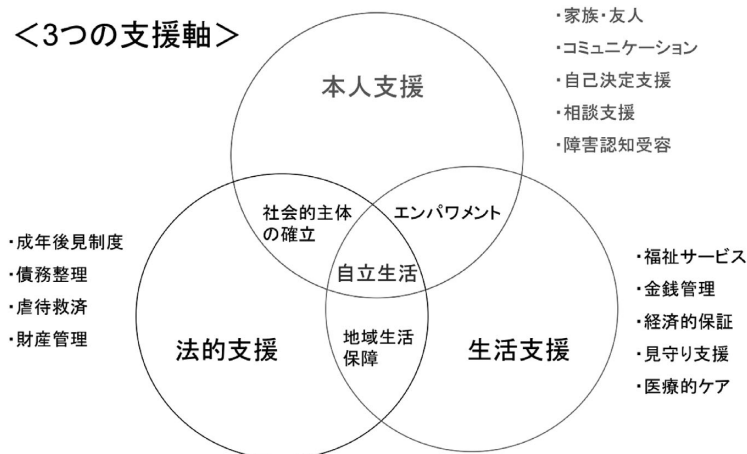 <3つの支援軸>
・家族・友人
・コミュニケーション
・自己決定支援
・相談支援
・障害認知受容
本人支援
社会的主体
の確立
エンパワメント
自立生活
・成年後見制度
・債務整理
・虐待救済
・財産管理
法的支援
地域生活
保障
生活支援
・福祉サービス
・金銭管理
・経済的保証
・見守り支援
・医療的ケア